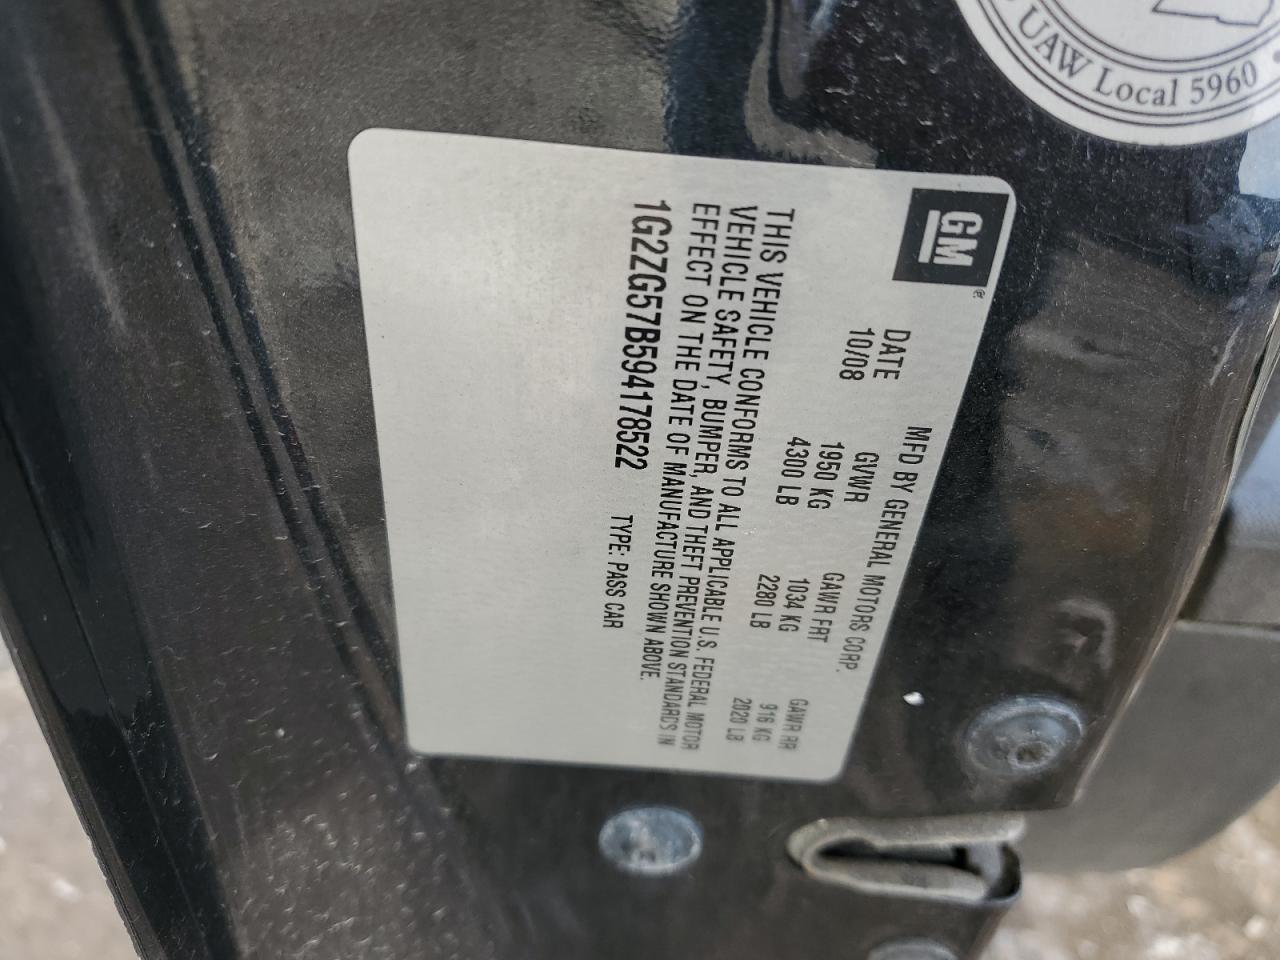 UAW Local 5960
GM
MFD BY GENERAL MOTORS CORP.
DATE GVWR GAWR FRT GAWR RR
10/08 1950 KG 1034 KG 916 KG
4300 LB 2280 LB 2020 LB
THIS VEHICLE CONFORMS TO ALL APPLICABLE U.S. FEDERAL MOTOR
VEHICLE SAFETY, BUMPER, AND THEFT PREVENTION STANDARDS IN
EFFECT ON THE DATE OF MANUFACTURE SHOWN ABOVE.
1G2ZG57B594178522 TYPE: PASS CAR